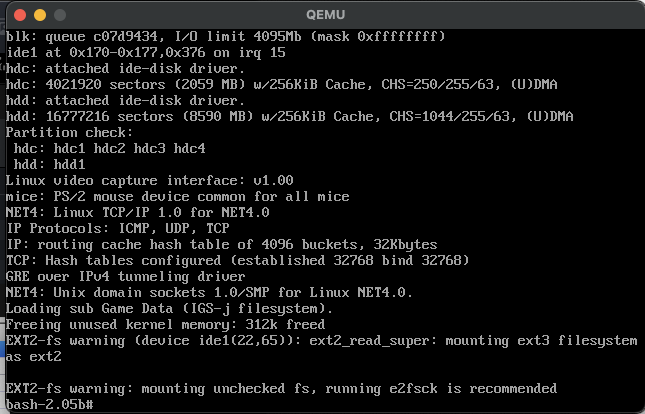 QEMU
blk: queue c07d9434, I/O limit 4095Mb (mask 0xffffffff)
ide1 at 0x170-0x177,0x376 on irq 15
hdc: attached ide-disk driver.
hdc: 4021920 sectors (2059 MB) w/256KiB Cache, CHS=250/255/63, (U)DMA
hdd: attached ide-disk driver.
hdd: 16777216 sectors (8590 MB) w/256KiB Cache, CHS=1044/255/63, (U)DMA
Partition check:
 hdc: hdc1 hdc2 hdc3 hdc4
 hdd: hdd1
Linux video capture interface: v1.00
mice: PS/2 mouse device common for all mice
NET4: Linux TCP/IP 1.0 for NET4.0
IP Protocols: ICMP, UDP, TCP
IP: routing cache hash table of 4096 buckets, 32Kbytes
TCP: Hash tables configured (established 32768 bind 32768)
GRE over IPv4 tunneling driver
NET4: Unix domain sockets 1.0/SMP for Linux NET4.0.
Loading sub Game Data (IGS-j filesystem).
Freeing unused kernel memory: 312k freed
EXT2-fs warning (device ide1(22,65)): ext2_read_super: mounting ext3 filesystem
as ext2
EXT2-fs warning: mounting unchecked fs, running e2fsck is recommended
bash-2.05b#